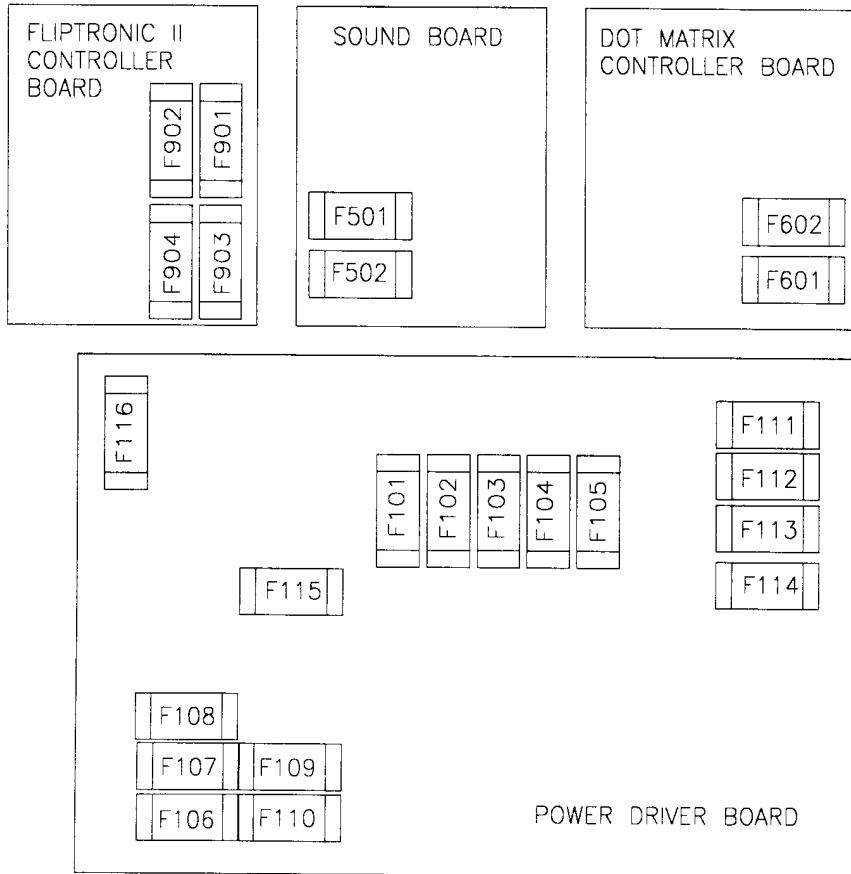 FLIPTRONIC II
CONTROLLER
BOARD
F902
F901
F904
F903
SOUND BOARD
F501
F502
DOT MATRIX
CONTROLLER BOARD
F602
F601
F116
F101
F102
F103
F104
F105
F111
F112
F113
F114
F115
F108
F107
F109
F106
F110
POWER DRIVER BOARD